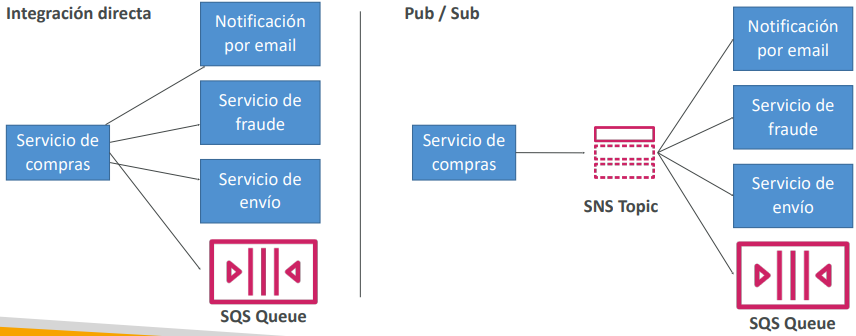 Integración directa
Notificación
por email
Servicio de
fraude
Servicio de
compras
Servicio de
envío
SQS Queue
Pub / Sub
Notificación
por email
Servicio de
fraude
Servicio de
compras
SNS Topic
Servicio de
envío
SQS Queue